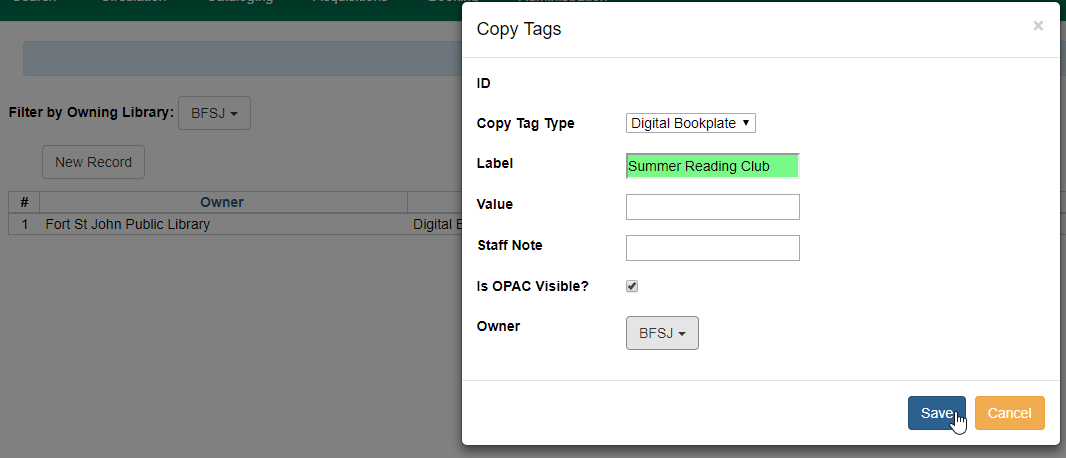 Copy Tags ×
ID
Filter by Owning Library: BFSJ
Copy Tag Type Digital Bookplate
New Record
Label Summer Reading Club
# Owner
Value
1 Fort St John Public Library Digital
Staff Note
Is OPAC Visible?
Owner BFSJ
Save Cancel